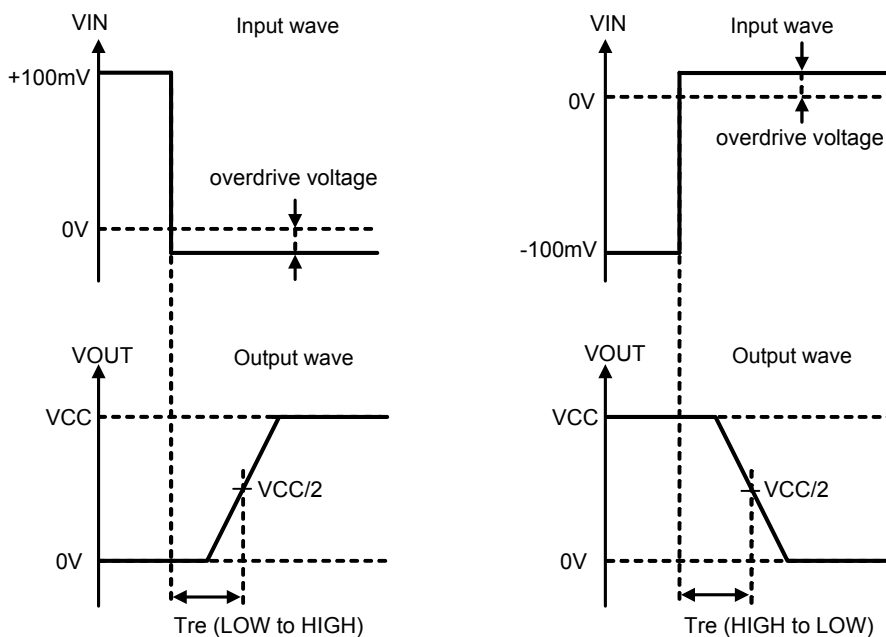 VIN
Input wave
+100mV
overdrive voltage
0V
VOUT
Output wave
VCC
VCC/2
0V
Tre (LOW to HIGH)
VIN
Input wave
0V
overdrive voltage
-100mV
VOUT
Output wave
VCC
VCC/2
0V
Tre (HIGH to LOW)